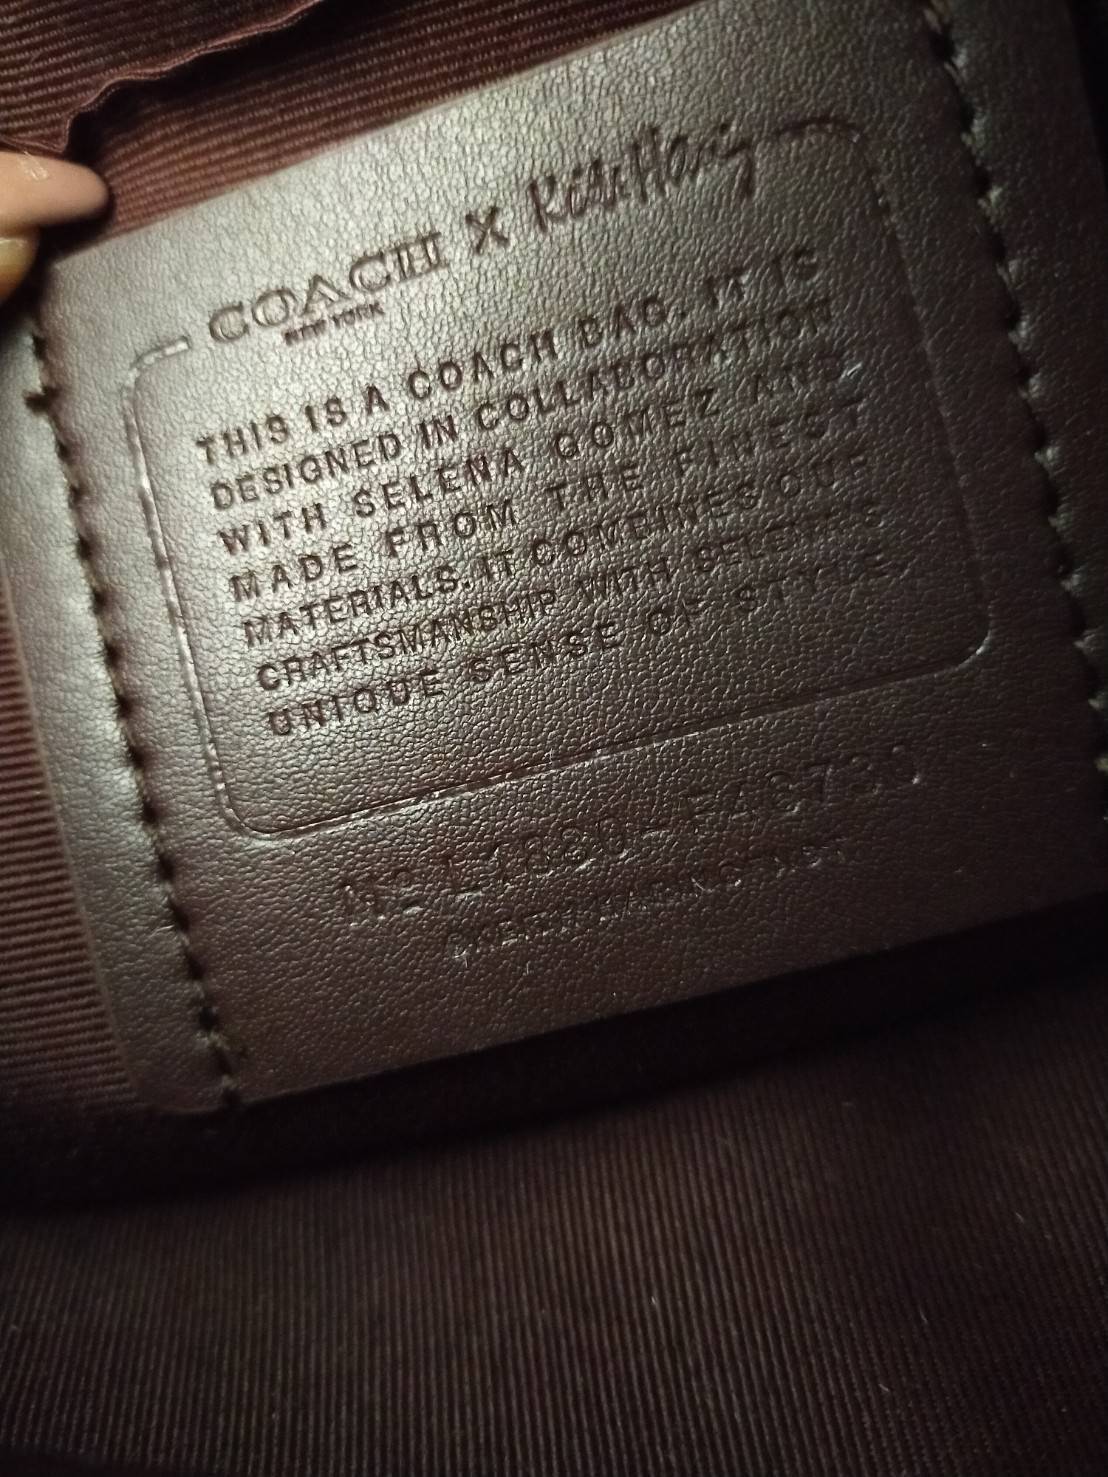 COACH X Keith Haring
NEW YORK
THIS IS A COACH BAG. IT IS
DESIGNED IN COLLABORATION
WITH SELENA GOMEZ AND
MADE FROM THE FINEST
MATERIALS. IT COMBINES OUR
CRAFTSMANSHIP WITH SELENA'S
UNIQUE SENSE OF STYLE.